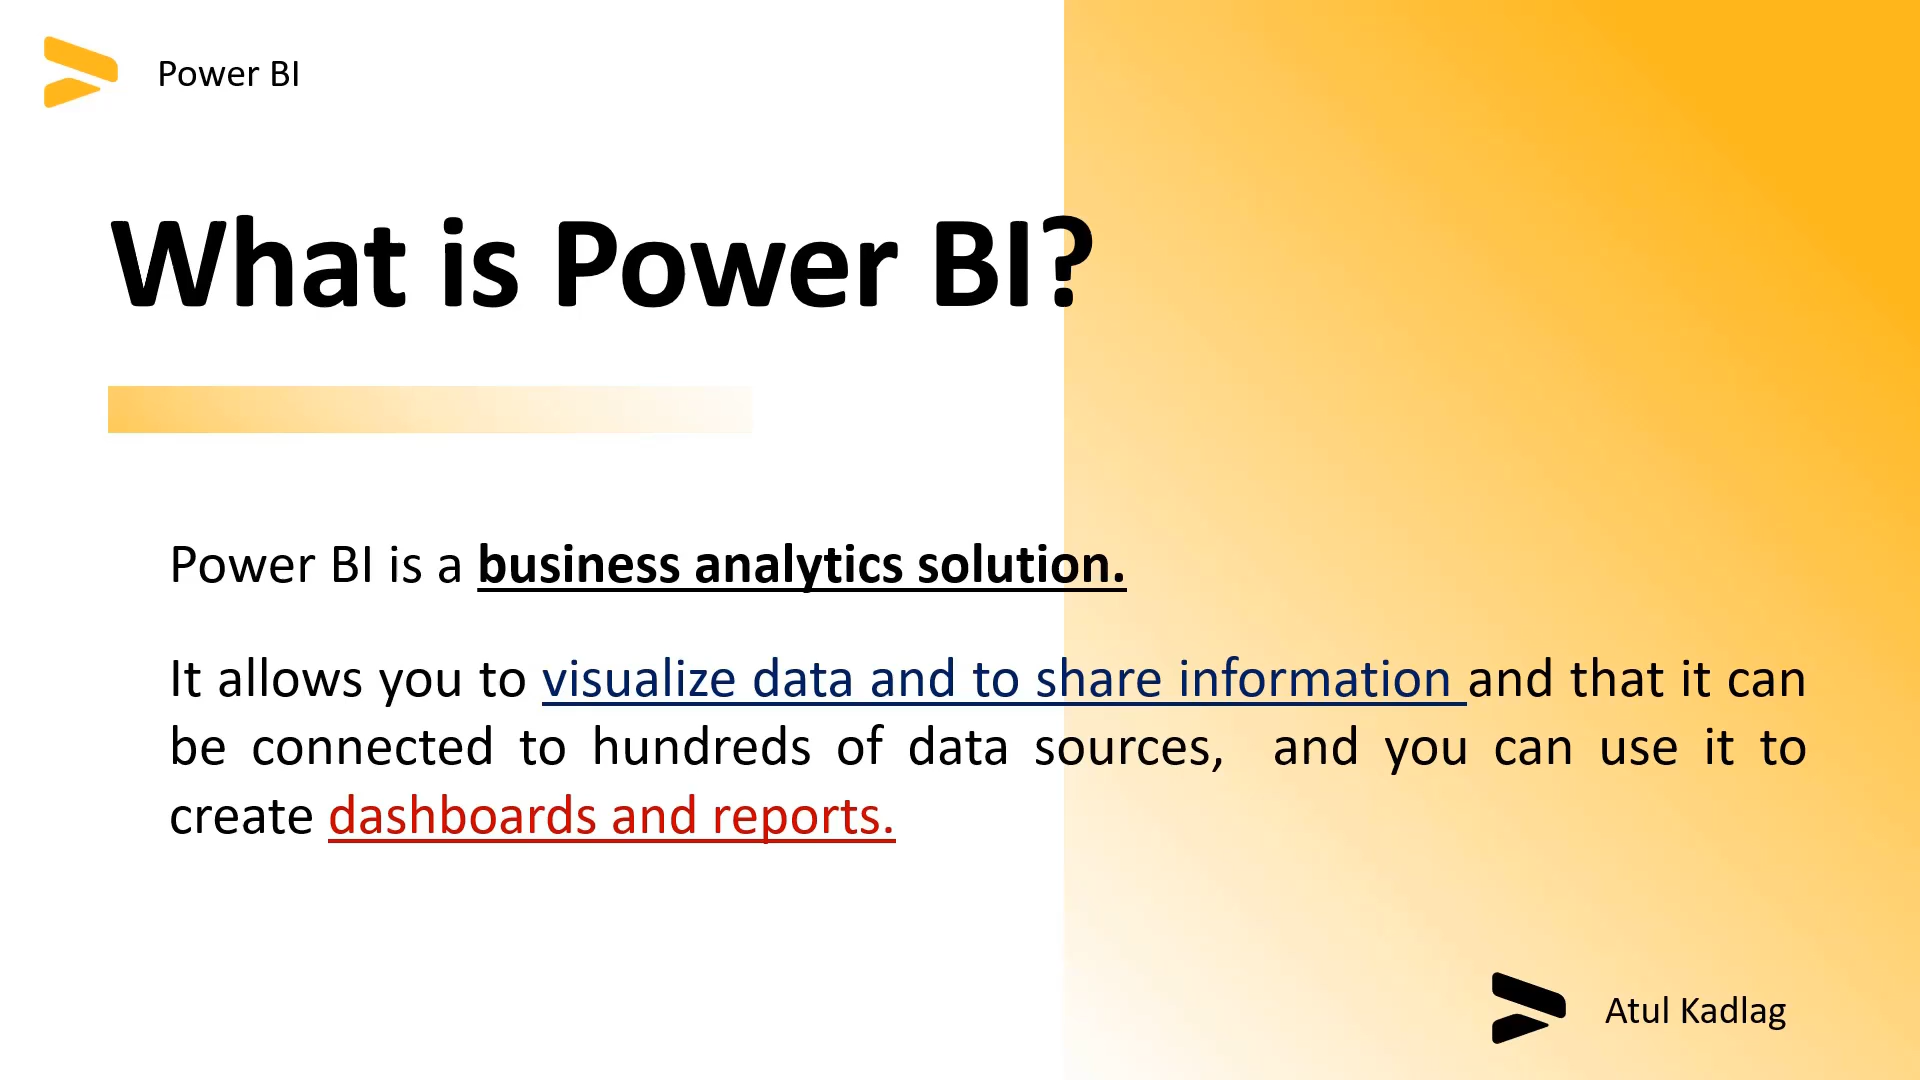 Power BI
What is Power BI?
Power BI is a business analytics solution.
It allows you to visualize data and to share information and that it can
be connected to hundreds of data sources, and you can use it to
create dashboards and reports.
Atul Kadlag